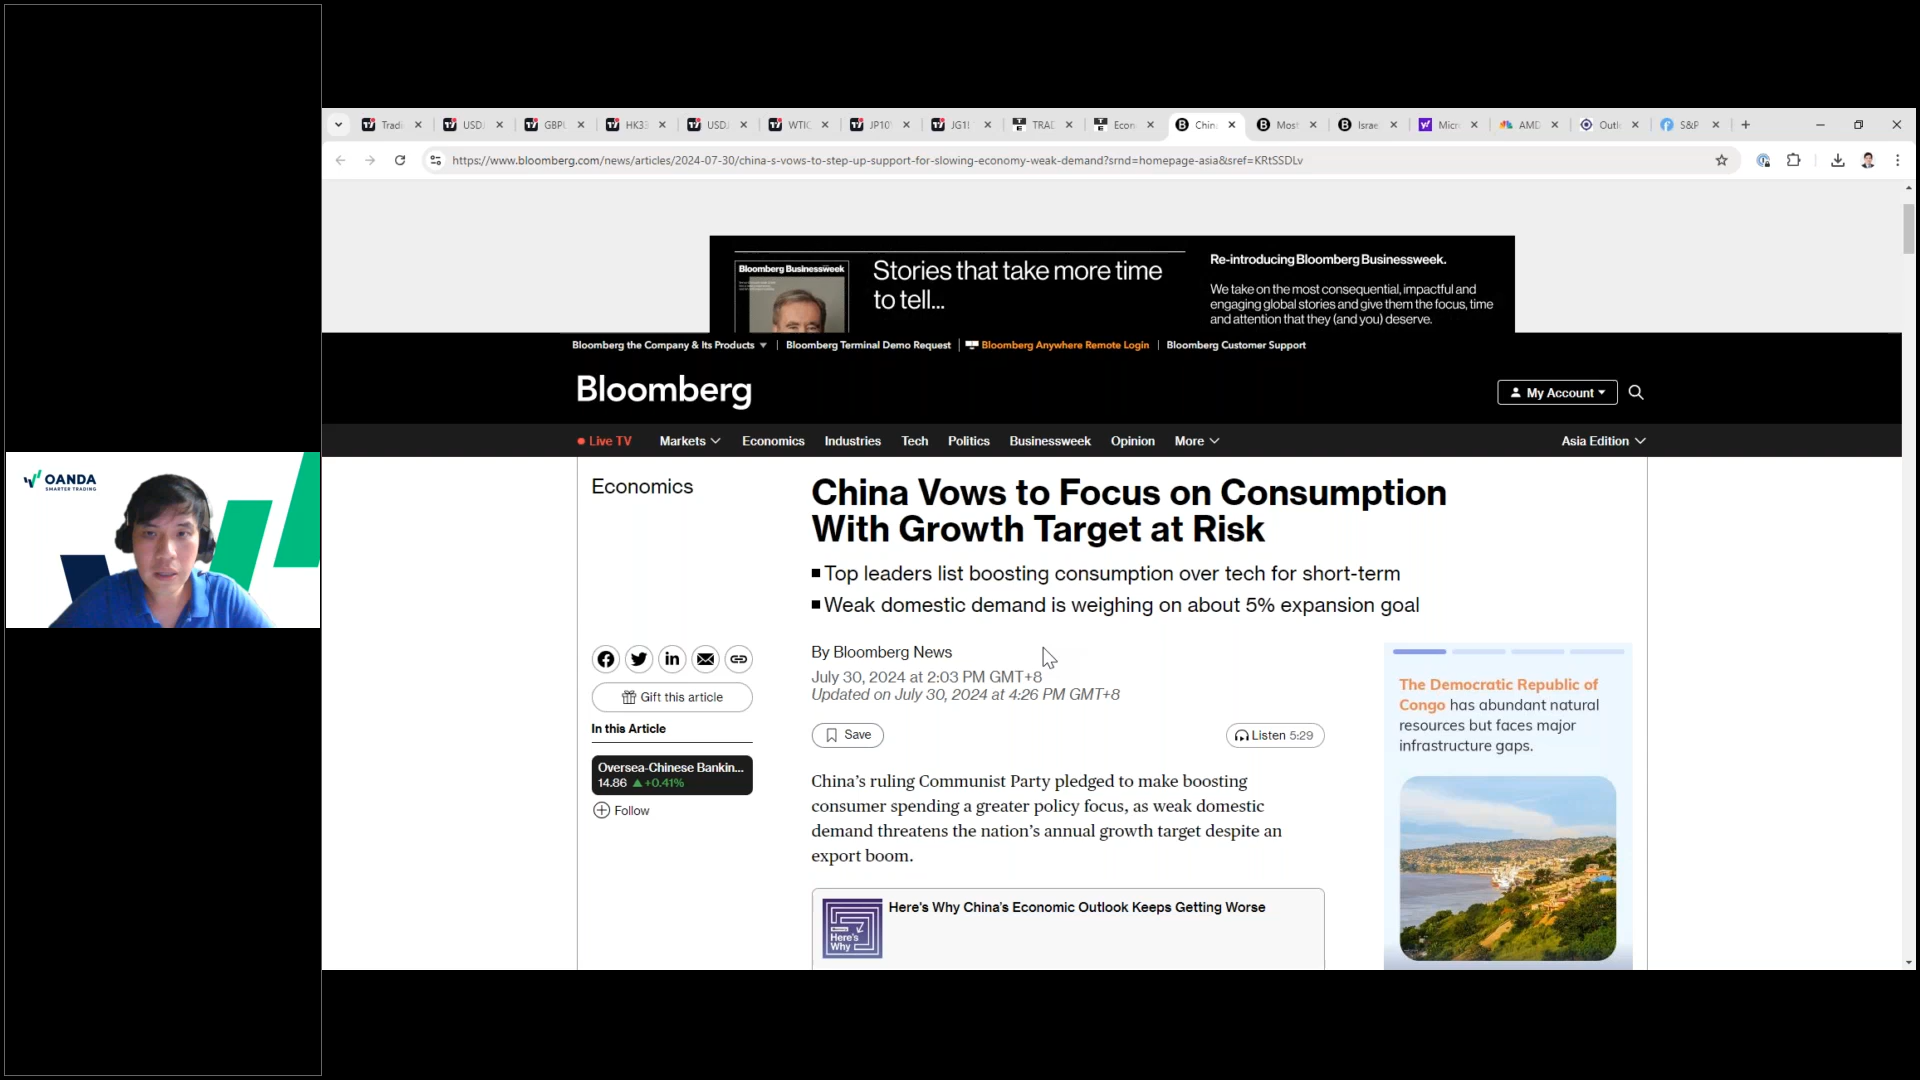 Tradi
USDJ
GBPU
HK33
USDJ
WTIC
JP10Y
JG1!
TRAD
Econ
China
Most
Israe
Micr
AMD
Outl
S&P
https://www.bloomberg.com/news/articles/2024-07-30/china-s-vows-to-step-up-support-for-slowing-economy-weak-demand?srnd=homepage-asia&sref=KRtSSDLv
Bloomberg Businessweek
Stories that take more time
to tell...
Re-introducing Bloomberg Businessweek.
We take on the most consequential, impactful and
engaging global stories and give them the focus, time
and attention that they (and you) deserve.
Bloomberg the Company & Its Products
Bloomberg Terminal Demo Request
Bloomberg Anywhere Remote Login
Bloomberg Customer Support
Bloomberg
My Account
Live TV
Markets
Economics
Industries
Tech
Politics
Businessweek
Opinion
More
Asia Edition
OANDA
SMARTER TRADING
Economics
China Vows to Focus on Consumption
With Growth Target at Risk
Top leaders list boosting consumption over tech for short-term
Weak domestic demand is weighing on about 5% expansion goal
By Bloomberg News
July 30, 2024 at 2:03 PM GMT+8
Updated on July 30, 2024 at 4:26 PM GMT+8
Gift this article
In this Article
Oversea-Chinese Bankin...
14.86 ▲+0.41%
Follow
Save
Listen 5:29
China's ruling Communist Party pledged to make boosting
consumer spending a greater policy focus, as weak domestic
demand threatens the nation's annual growth target despite an
export boom.
Here's
Why
Here's Why China's Economic Outlook Keeps Getting Worse
The Democratic Republic of
Congo has abundant natural
resources but faces major
infrastructure gaps.